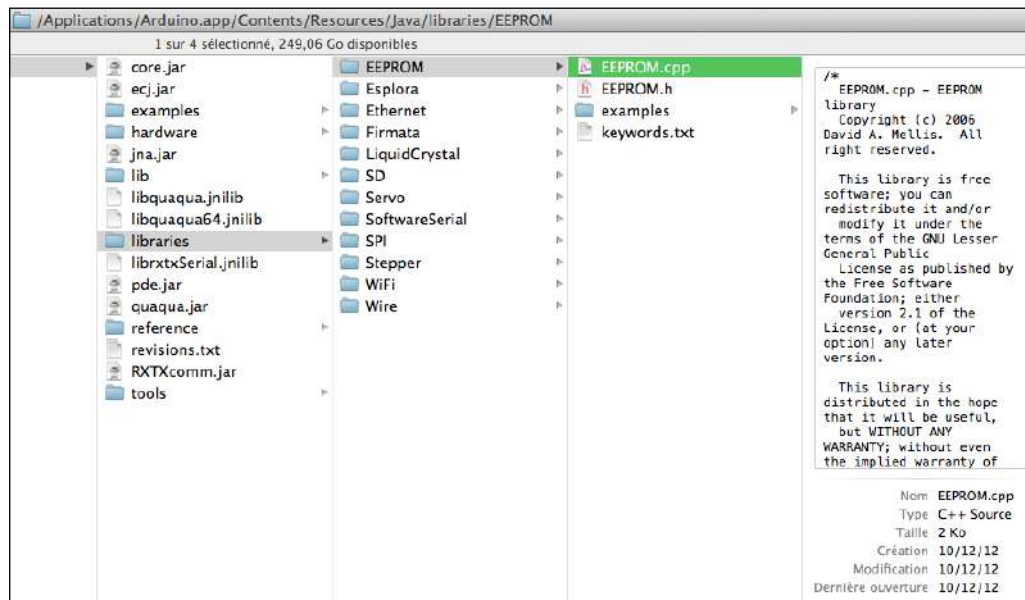 /Applications/Arduino.app/Contents/Resources/Java/libraries/EEPROM
1 sur 4 sélectionné, 249,06 Go disponibles
core.jar
ecj.jar
examples
hardware
jna.jar
lib
libquaqua.jnilib
libquaqua64.jnilib
libraries
librxtxSerial.jnilib
pde.jar
quaqua.jar
reference
revisions.txt
RXTXcomm.jar
tools
EEPROM
Esplora
Ethernet
Firmata
LiquidCrystal
SD
Servo
SoftwareSerial
SPI
Stepper
WiFi
Wire
EEPROM.cpp
EEPROM.h
examples
keywords.txt
/*
EEPROM.cpp - EEPROM
library
Copyright (c) 2006
David A. Mellis.  All
right reserved.
This library is free
software; you can
redistribute it and/or
modify it under the
terms of the GNU Lesser
General Public
License as published by
the Free Software
Foundation; either
version 2.1 of the
License, or (at your
option) any later
version.
This library is
distributed in the hope
that it will be useful,
but WITHOUT ANY
WARRANTY; without even
the implied warranty of
Nom EEPROM.cpp
Type C++ Source
Taille 2 Ko
Création 10/12/12
Modification 10/12/12
Dernière ouverture 10/12/12